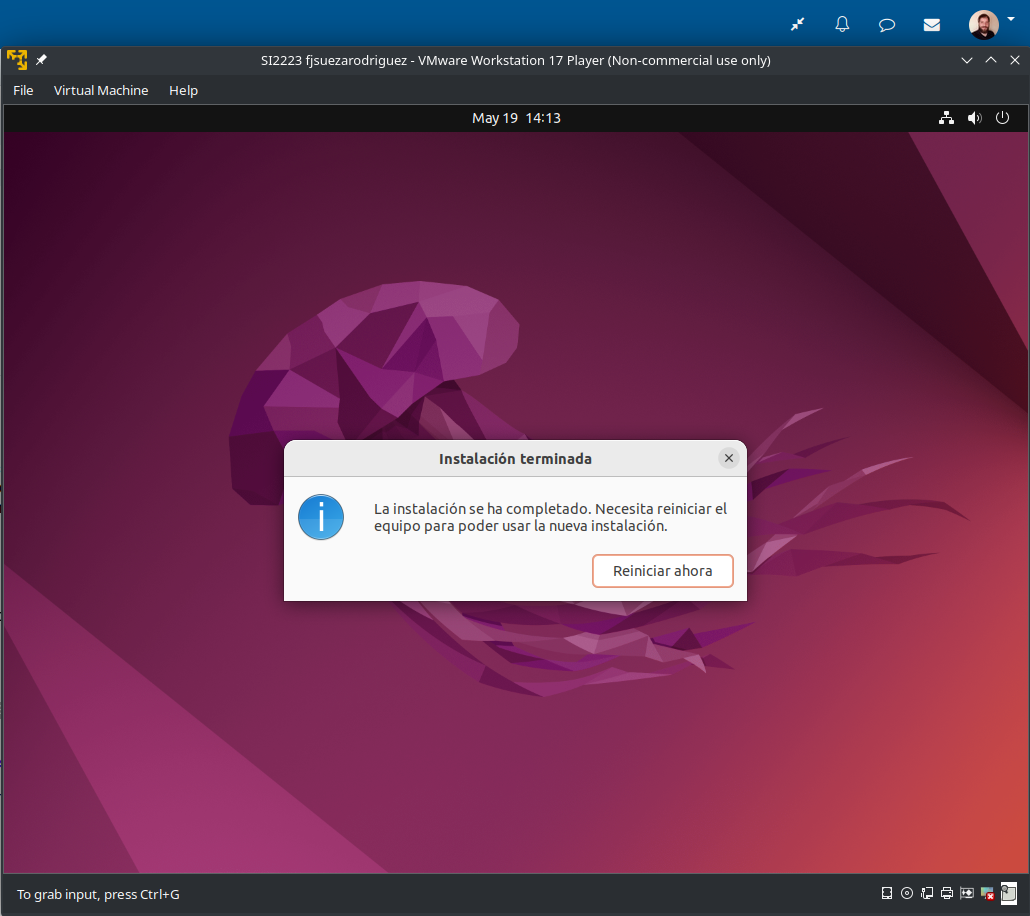 SI2223 fjsuezarodriguez - VMware Workstation 17 Player (Non-commercial use only)
File Virtual Machine Help
May 19 14:13
Instalación terminada
La instalación se ha completado. Necesita reiniciar el
equipo para poder usar la nueva instalación.
Reiniciar ahora
To grab input, press Ctrl+G